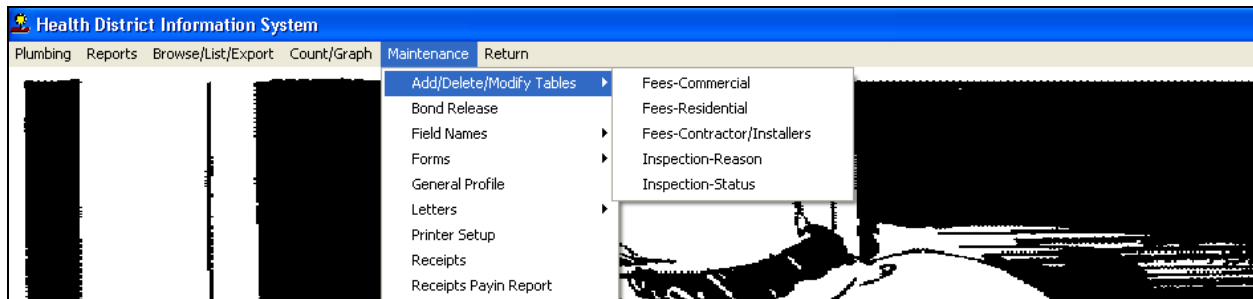 Health District Information System
Plumbing Reports Browse/List/Export Count/Graph Maintenance Return
Add/Delete/Modify Tables
Bond Release
Field Names
Forms
General Profile
Letters
Printer Setup
Receipts
Receipts Payin Report
Fees-Commercial
Fees-Residential
Fees-Contractor/Installers
Inspection-Reason
Inspection-Status